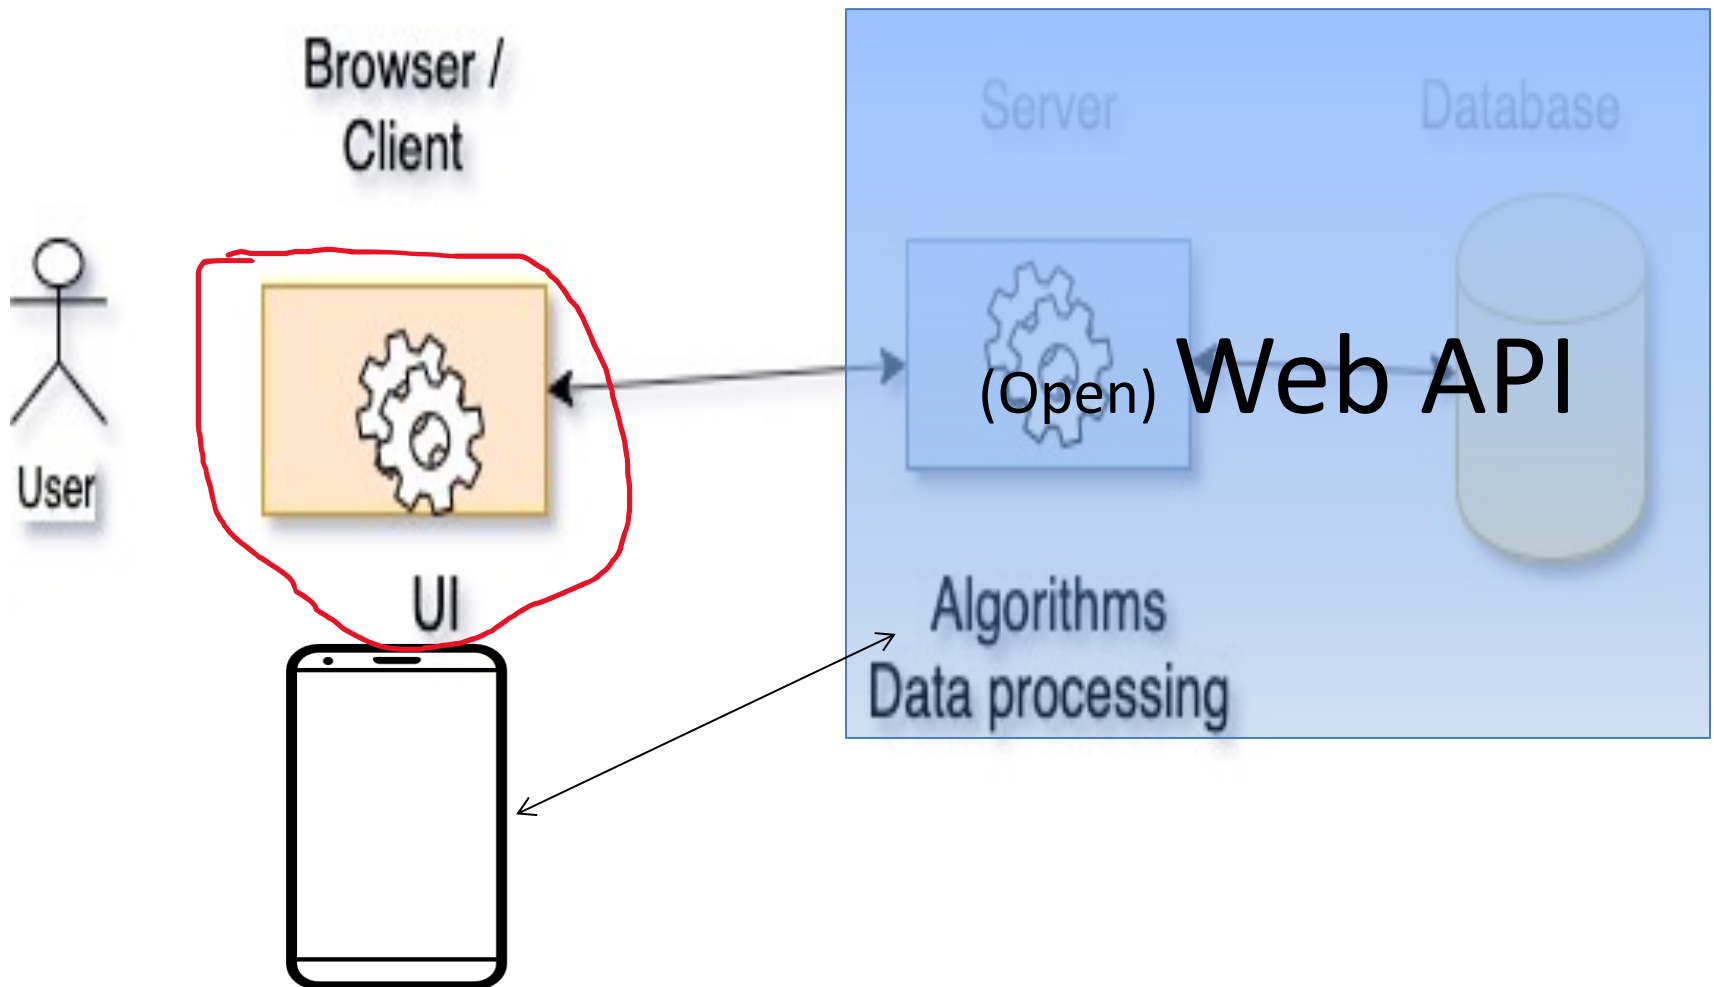 Browser /
Client
Server
Database
User
UI
(Open) Web API
Algorithms
Data processing